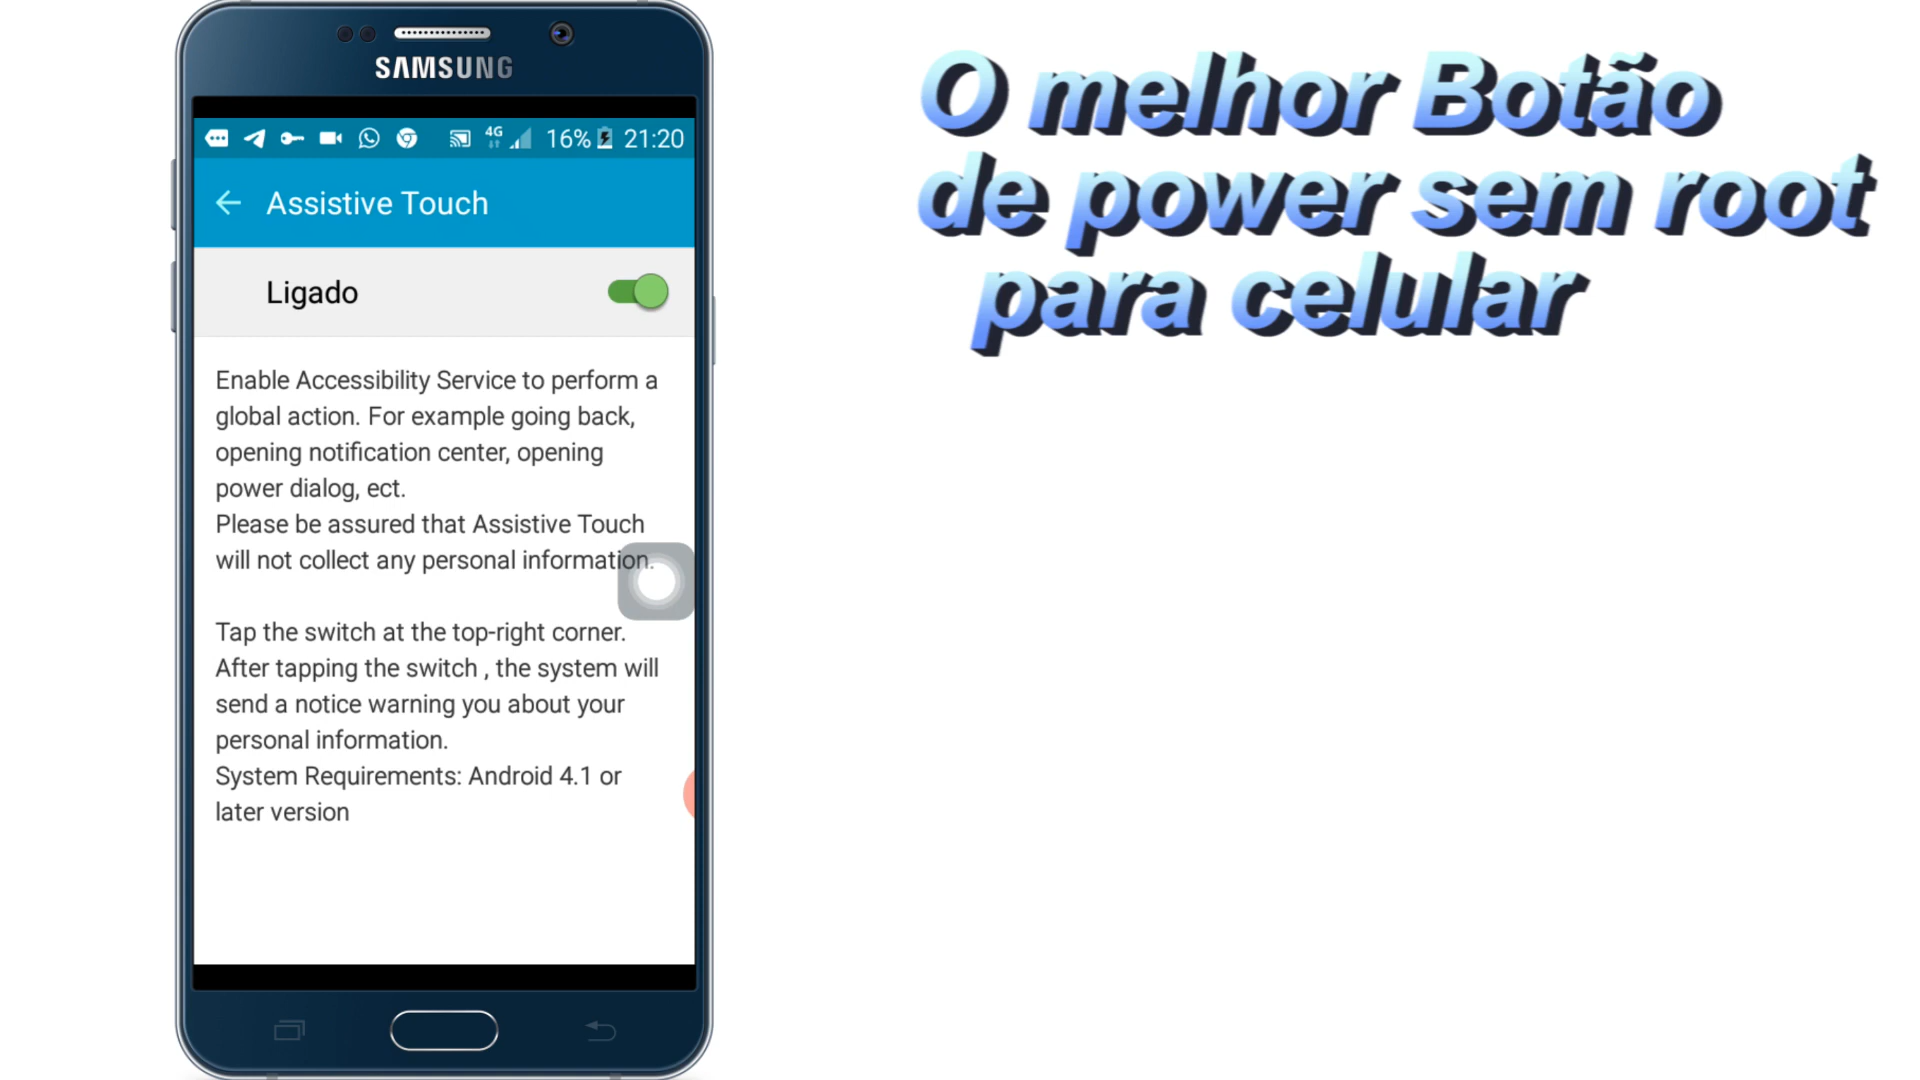 SAMSUNG
4G 16% 21:20
Assistive Touch
Ligado
Enable Accessibility Service to perform a
global action. For example going back,
opening notification center, opening
power dialog, ect.
Please be assured that Assistive Touch
will not collect any personal information.
Tap the switch at the top-right corner.
After tapping the switch , the system will
send a notice warning you about your
personal information.
System Requirements: Android 4.1 or
later version
O melhor Botão
de power sem root
para celular